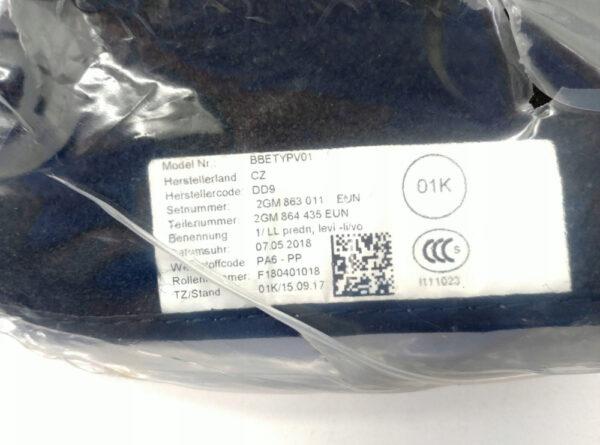 Model Nr.: BBETYPV01
Herstellerland CZ
Herstellercode: DD9
Setnummer: 2GM 863 011 EUN
Teilenummer: 2GM 864 435 EUN
Benennung 1/ LL predn, levi -li/vo
Datumsuhr: 07.05.2018
PA6 - PP
F180401018
TZ/Stand 01K/15.09.17
01K
CCC S
I111023